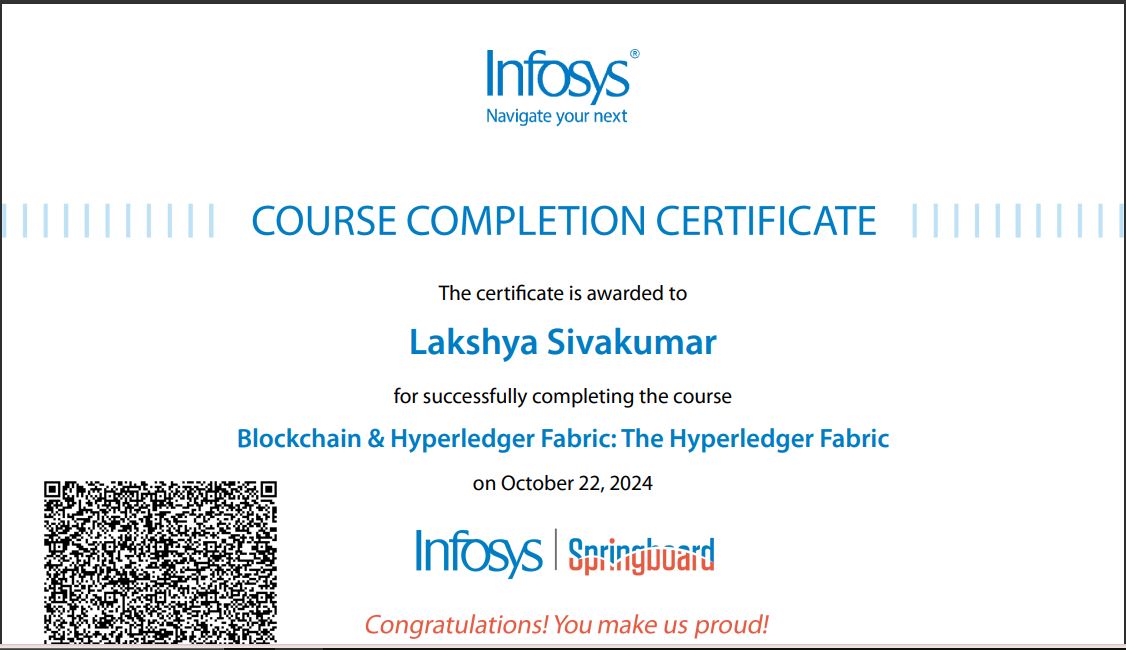 Infosys®
Navigate your next
COURSE COMPLETION CERTIFICATE
The certificate is awarded to
Lakshya Sivakumar
for successfully completing the course
Blockchain & Hyperledger Fabric: The Hyperledger Fabric
on October 22, 2024
Infosys | Springboard
Congratulations! You make us proud!